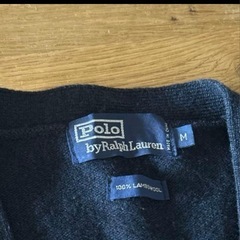 Polo
by Ralph Lauren
M
100% LAMBSWOOL